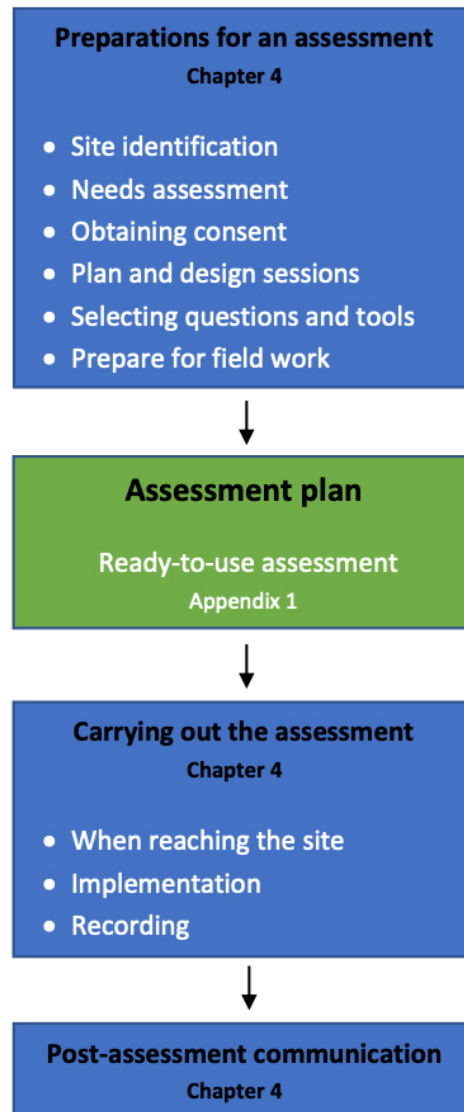 Preparations for an assessment
Chapter 4
• Site identification
• Needs assessment
• Obtaining consent
• Plan and design sessions
• Selecting questions and tools
• Prepare for field work
Assessment plan
Ready-to-use assessment
Appendix 1
Carrying out the assessment
Chapter 4
• When reaching the site
• Implementation
• Recording
Post-assessment communication
Chapter 4